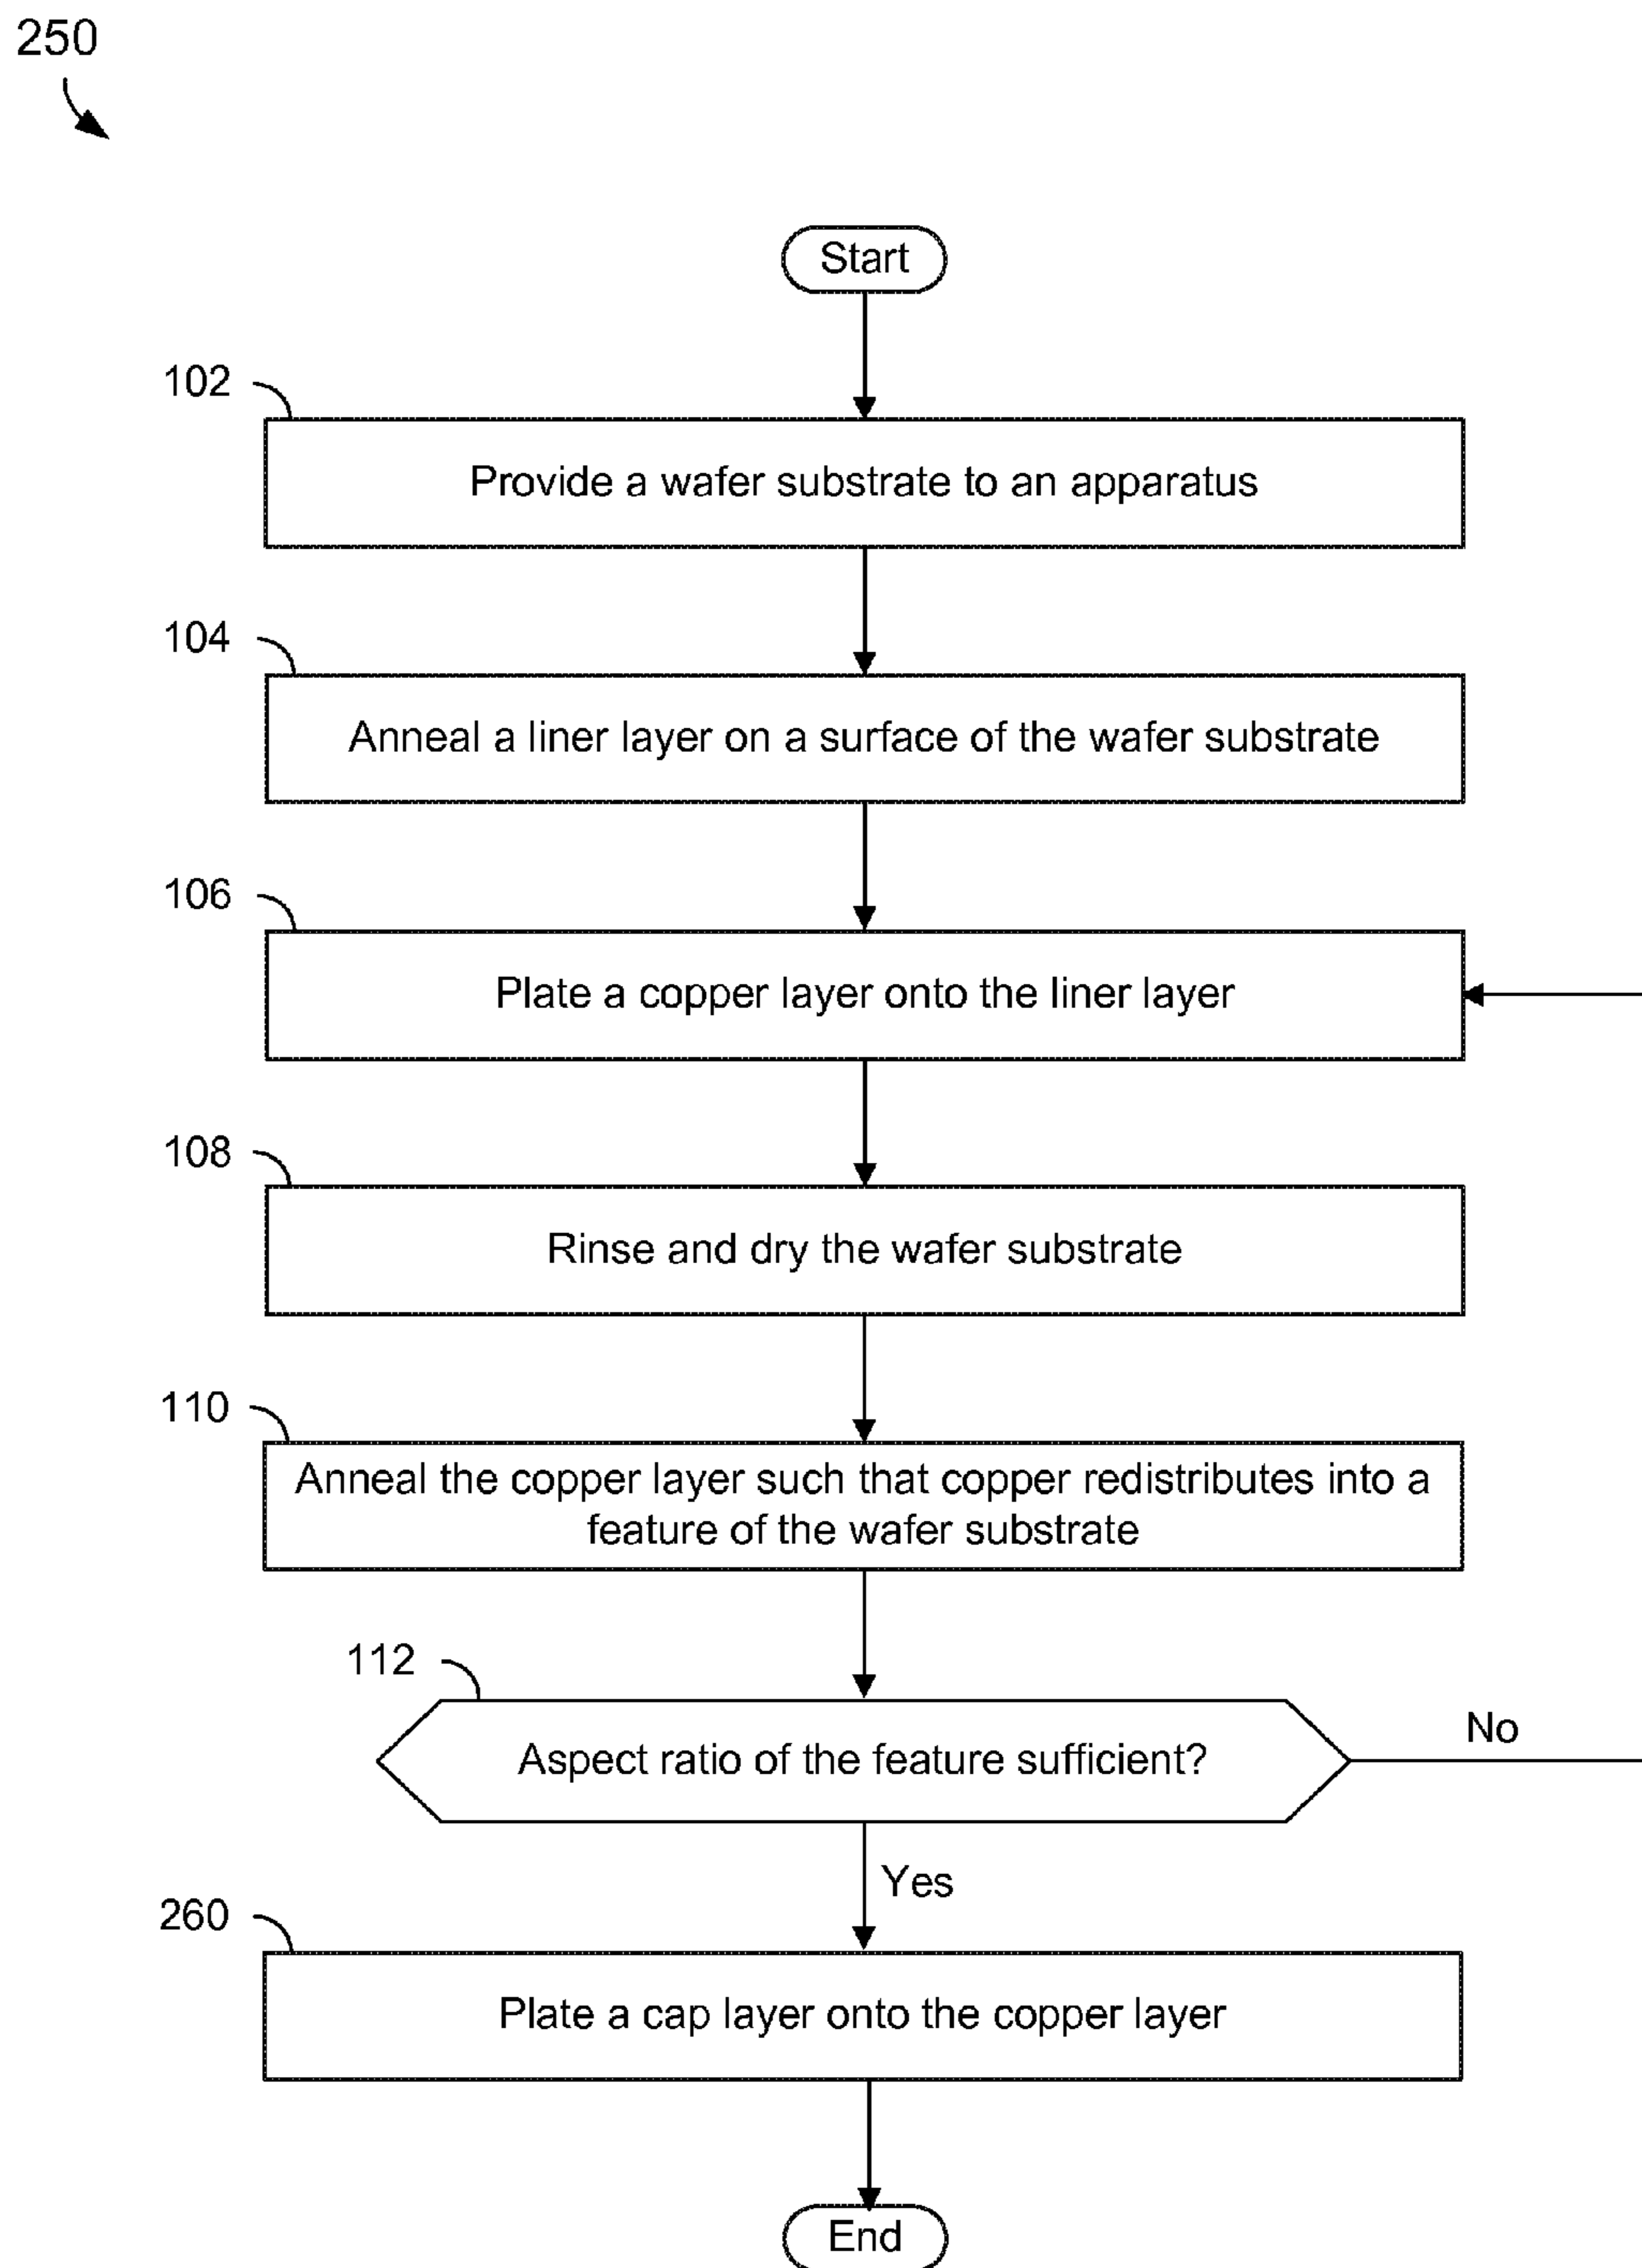 250
Start
102
Provide a wafer substrate to an apparatus
104
Anneal a liner layer on a surface of the wafer substrate
106
Plate a copper layer onto the liner layer
108
Rinse and dry the wafer substrate
110
Anneal the copper layer such that copper redistributes into a
feature of the wafer substrate
112
Aspect ratio of the feature sufficient?
No
Yes
260
Plate a cap layer onto the copper layer
End